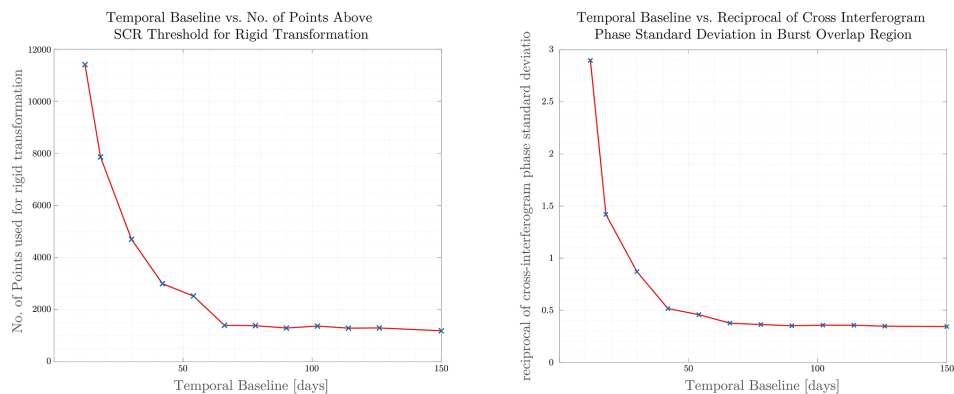 Temporal Baseline vs. No. of Points Above
SCR Threshold for Rigid Transformation
No. of Points used for rigid transformation
12000
10000
8000
6000
4000
2000
0
50
100
150
Temporal Baseline [days]
Temporal Baseline vs. Reciprocal of Cross Interferogram
Phase Standard Deviation in Burst Overlap Region
reciprocal of cross-interferogram phase standard deviatio
3
2.5
2
1.5
1
0.5
0
50
100
150
Temporal Baseline [days]